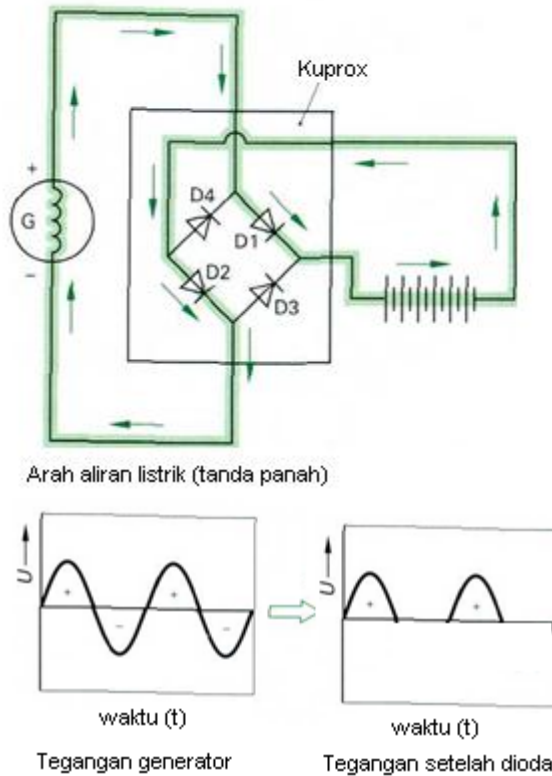 Kuprox
+
G
–
D4
D1
D2
D3
Arah aliran listrik (tanda panah)
U
+
–
+
–
waktu (t)
Tegangan generator
U
+
+
waktu (t)
Tegangan setelah dioda